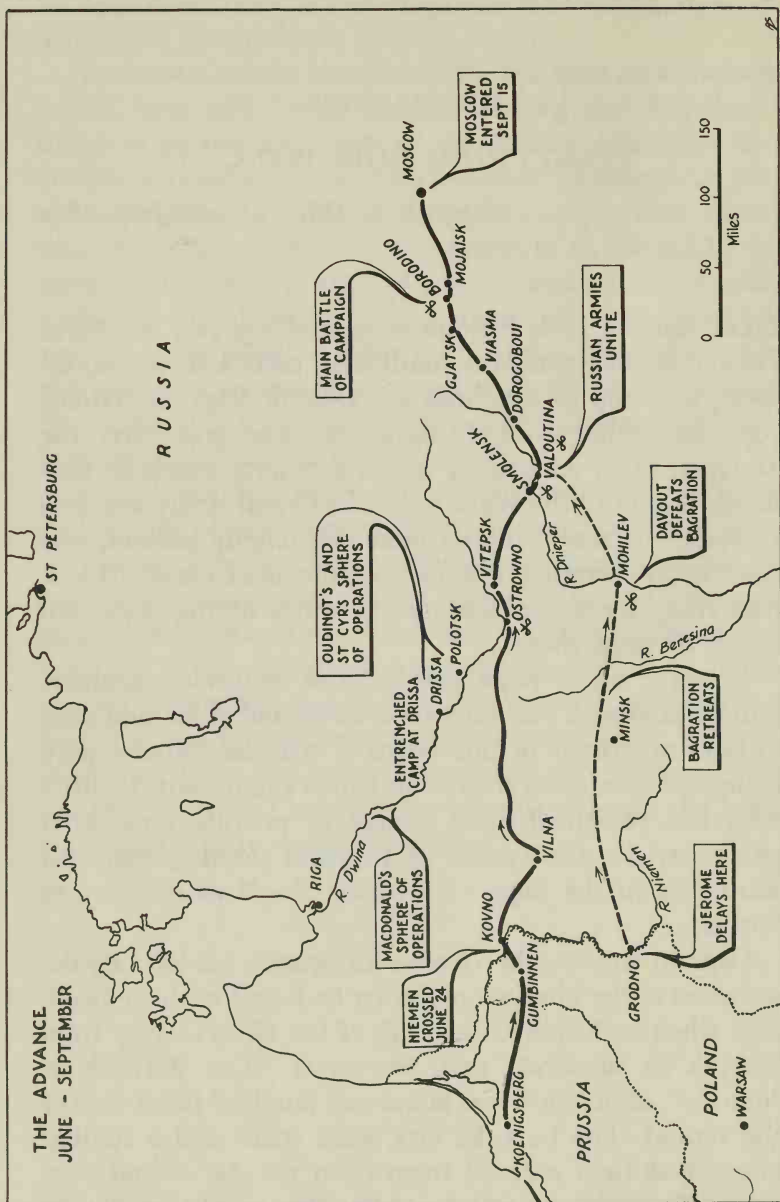 THE ADVANCE
JUNE - SEPTEMBER
RUSSIA
ST PETERSBURG
OUDINOT'S AND
ST CYR'S SPHERE
OF OPERATIONS
MAIN BATTLE
OF CAMPAIGN
MOSCOW
MOSCOW
ENTERED
SEPT 15
BORODINO
MOJAISK
GJATSK
VIASMA
DOROGOBOUI
SMOLENSK
VALOUTINA
RUSSIAN ARMIES
UNITE
R Dnieper
VITEPSK
OSTROWNO
MOHILEV
DAVOUT
DEFEATS
BAGRATION
R. Beresina
POLOTSK
DRISSA
ENTRENCHED
CAMP AT DRISSA
RIGA
R. Dwina
MACDONALD'S
SPHERE OF
OPERATIONS
MINSK
BAGRATION
RETREATS
VILNA
R Niemen
KOVNO
NIEMEN
CROSSED
JUNE 24
GUMBINNEN
GRODNO
JEROME
DELAYS HERE
KOENIGSBERG
PRUSSIA
POLAND
WARSAW
0 50 100 150
Miles